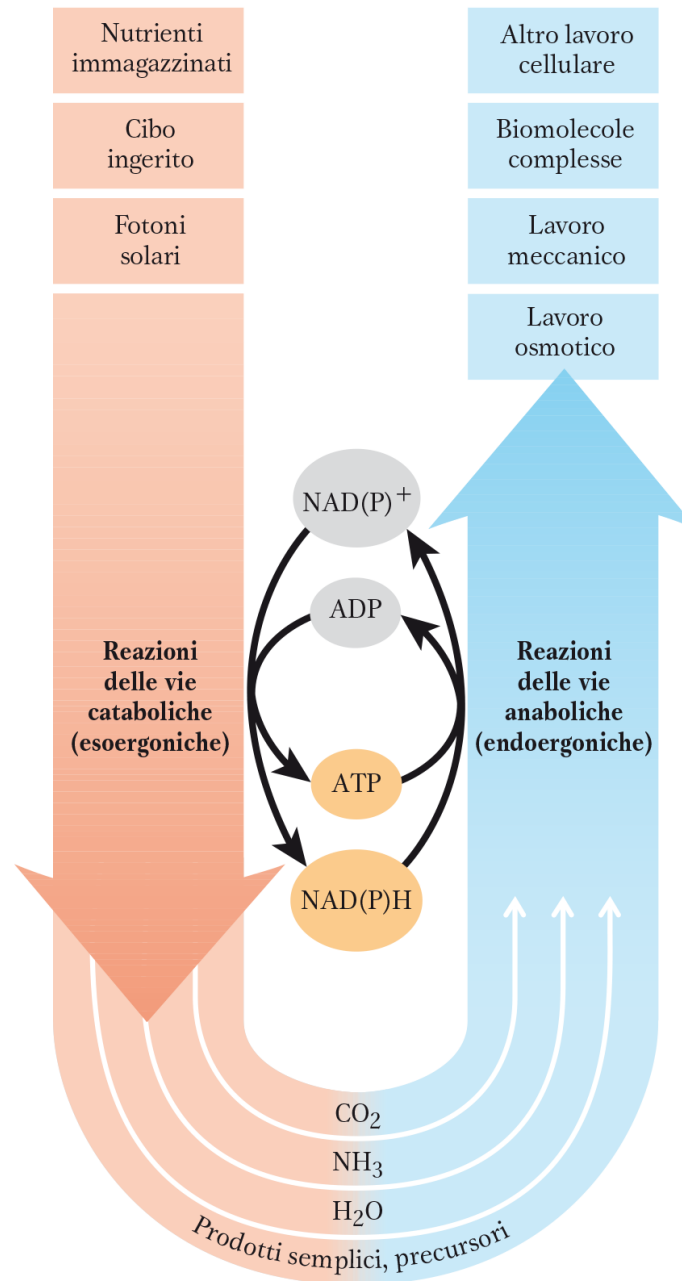 Nutrienti
immagazzinati
Cibo
ingerito
Fotoni
solari
Altro lavoro
cellulare
Biomolecole
complesse
Lavoro
meccanico
Lavoro
osmotico
NAD(P)⁺
ADP
Reazioni
delle vie
cataboliche
(esoergoniche)
Reazioni
delle vie
anaboliche
(endoergoniche)
ATP
NAD(P)H
CO₂
NH₃
H₂O
Prodotti semplici, precursori